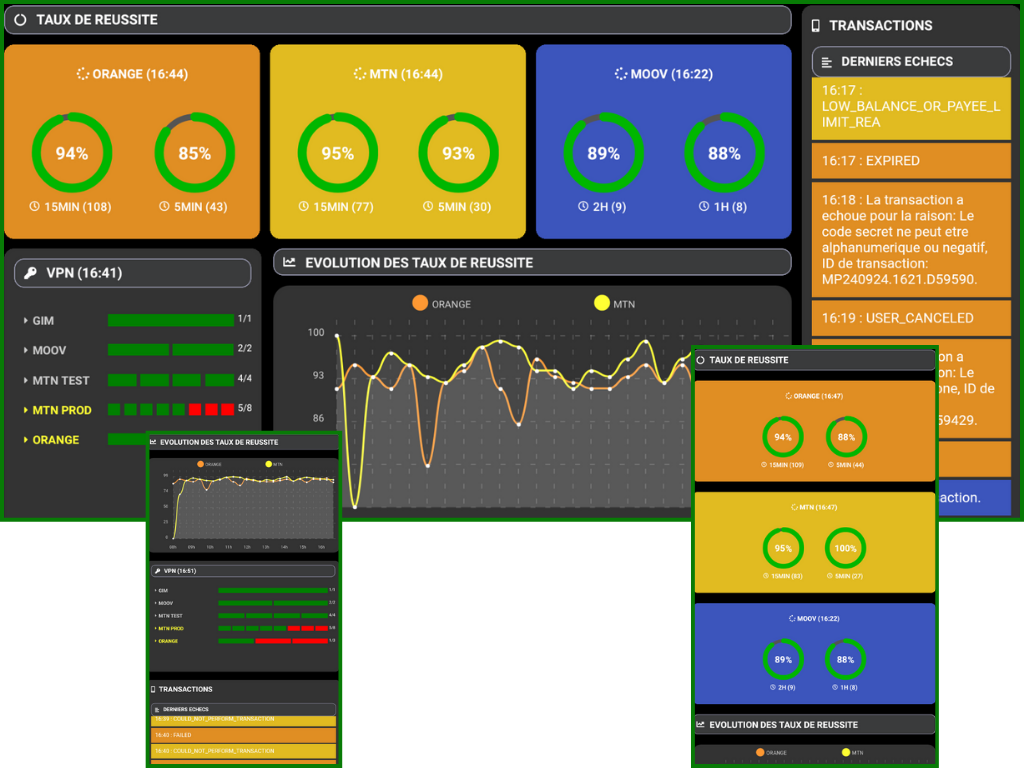 TAUX DE REUSSITE
ORANGE (16:44)
94%
85%
15MIN (108)
5MIN (43)
MTN (16:44)
95%
93%
15MIN (77)
5MIN (30)
MOOV (16:22)
89%
88%
2H (9)
1H (8)
VPN (16:41)
GIM
1/1
MOOV
2/2
MTN TEST
4/4
MTN PROD
5/8
ORANGE
EVOLUTION DES TAUX DE REUSSITE
ORANGE
MTN
100
93
86
TRANSACTIONS
DERNIERS ECHECS
16:17 :
LOW_BALANCE_OR_PAYEE_L
IMIT_REA
16:17 : EXPIRED
16:18 : La transaction a
echoue pour la raison: Le
code secret ne peut etre
alphanumerique ou negatif,
ID de transaction:
MP240924.1621.D59590.
16:19 : USER_CANCELED
on a
on: Le
one, ID de
59429.
action.
EVOLUTION DES TAUX DE REUSSITE
ORANGE
MTN
VPN (16:51)
GIM
1/1
MOOV
2/2
MTN TEST
4/4
MTN PROD
5/8
ORANGE
1/3
TRANSACTIONS
DERNIERS ECHECS
16:39 : COULD_NOT_PERFORM_TRANSACTION
16:40 : FAILED
16:40 : COULD_NOT_PERFORM_TRANSACTION
TAUX DE REUSSITE
ORANGE (16:47)
94%
88%
15MIN (109)
5MIN (44)
MTN (16:47)
95%
100%
15MIN (83)
5MIN (27)
MOOV (16:22)
89%
88%
2H (9)
1H (8)
EVOLUTION DES TAUX DE REUSSITE
ORANGE
MTN